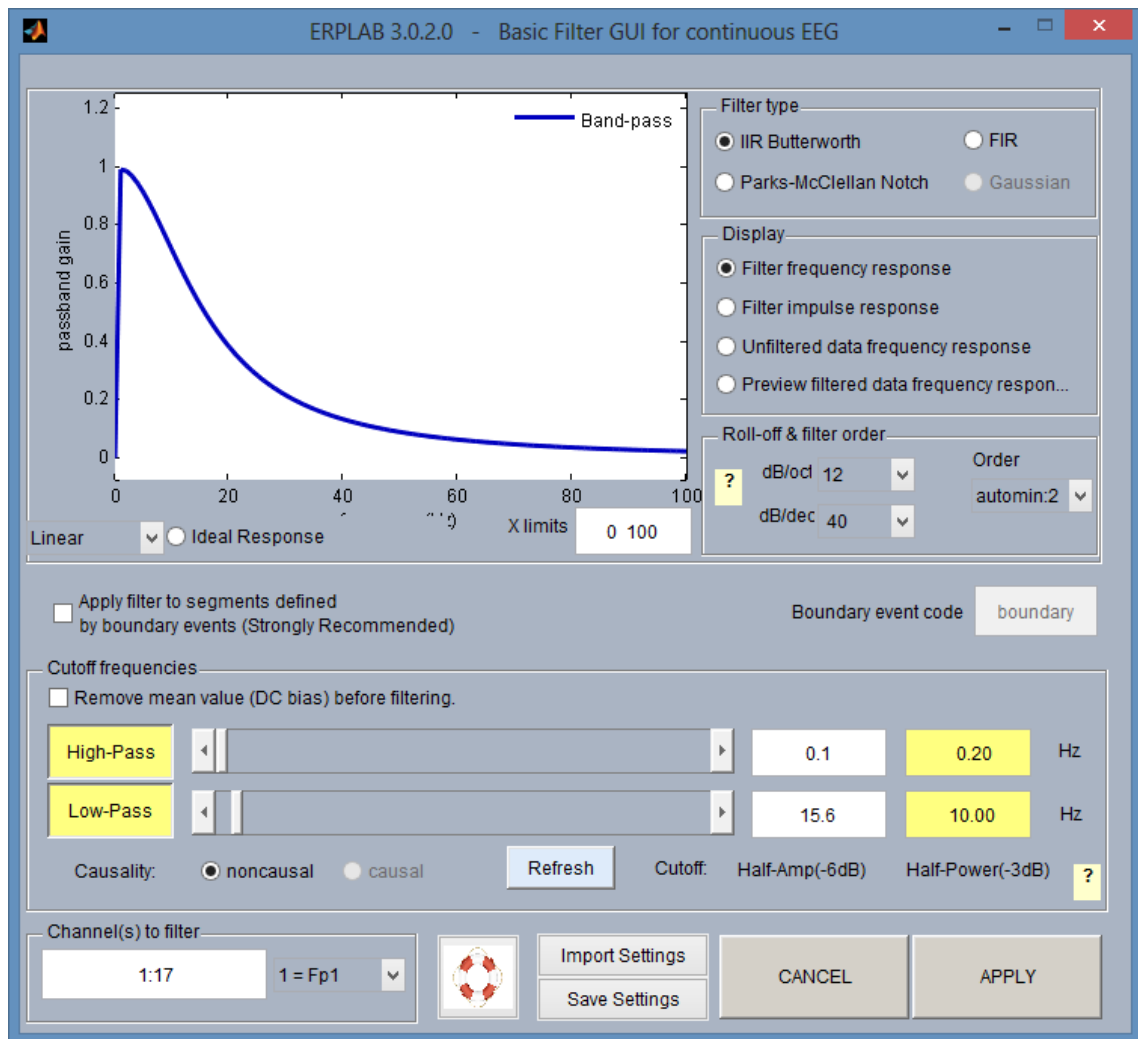 ERPLAB 3.0.2.0 - Basic Filter GUI for continuous EEG
1.2
1
0.8
0.6
0.4
0.2
0
passband gain
Band-pass
0 20 40 60 80 100
Linear
Ideal Response
X limits
0 100
Filter type
IIR Butterworth
FIR
Parks-McClellan Notch
Gaussian
Display
Filter frequency response
Filter impulse response
Unfiltered data frequency response
Preview filtered data frequency respon...
Roll-off & filter order
?
dB/oct 12
dB/dec 40
Order
automin:2
Apply filter to segments defined
by boundary events (Strongly Recommended)
Boundary event code
boundary
Cutoff frequencies
Remove mean value (DC bias) before filtering.
High-Pass
0.1
0.20
Hz
Low-Pass
15.6
10.00
Hz
Causality:
noncausal
causal
Refresh
Cutoff:
Half-Amp(-6dB)
Half-Power(-3dB)
?
Channel(s) to filter
1:17
1 = Fp1
Import Settings
Save Settings
CANCEL
APPLY